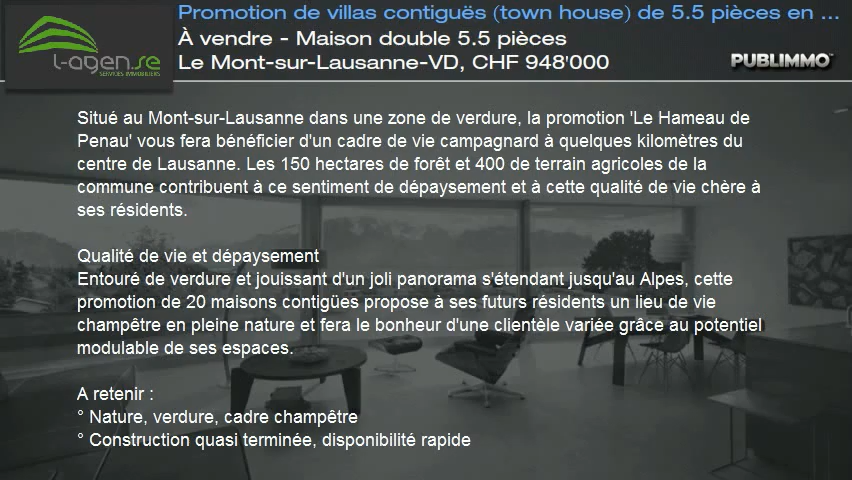 Promotion de villas contiguës (town house) de 5.5 pièces en ...
À vendre - Maison double 5.5 pièces
Le Mont-sur-Lausanne-VD, CHF 948'000
l-agen.se
SERVICES IMMOBILIERS
PUBLIMMO™
Situé au Mont-sur-Lausanne dans une zone de verdure, la promotion 'Le Hameau de
Penau' vous fera bénéficier d'un cadre de vie campagnard à quelques kilomètres du
centre de Lausanne. Les 150 hectares de forêt et 400 de terrain agricoles de la
commune contribuent à ce sentiment de dépaysement et à cette qualité de vie chère à
ses résidents.
Qualité de vie et dépaysement
Entouré de verdure et jouissant d'un joli panorama s'étendant jusqu'au Alpes, cette
promotion de 20 maisons contigües propose à ses futurs résidents un lieu de vie
champêtre en pleine nature et fera le bonheur d'une clientèle variée grâce au potentiel
modulable de ses espaces.
A retenir :
° Nature, verdure, cadre champêtre
° Construction quasi terminée, disponibilité rapide